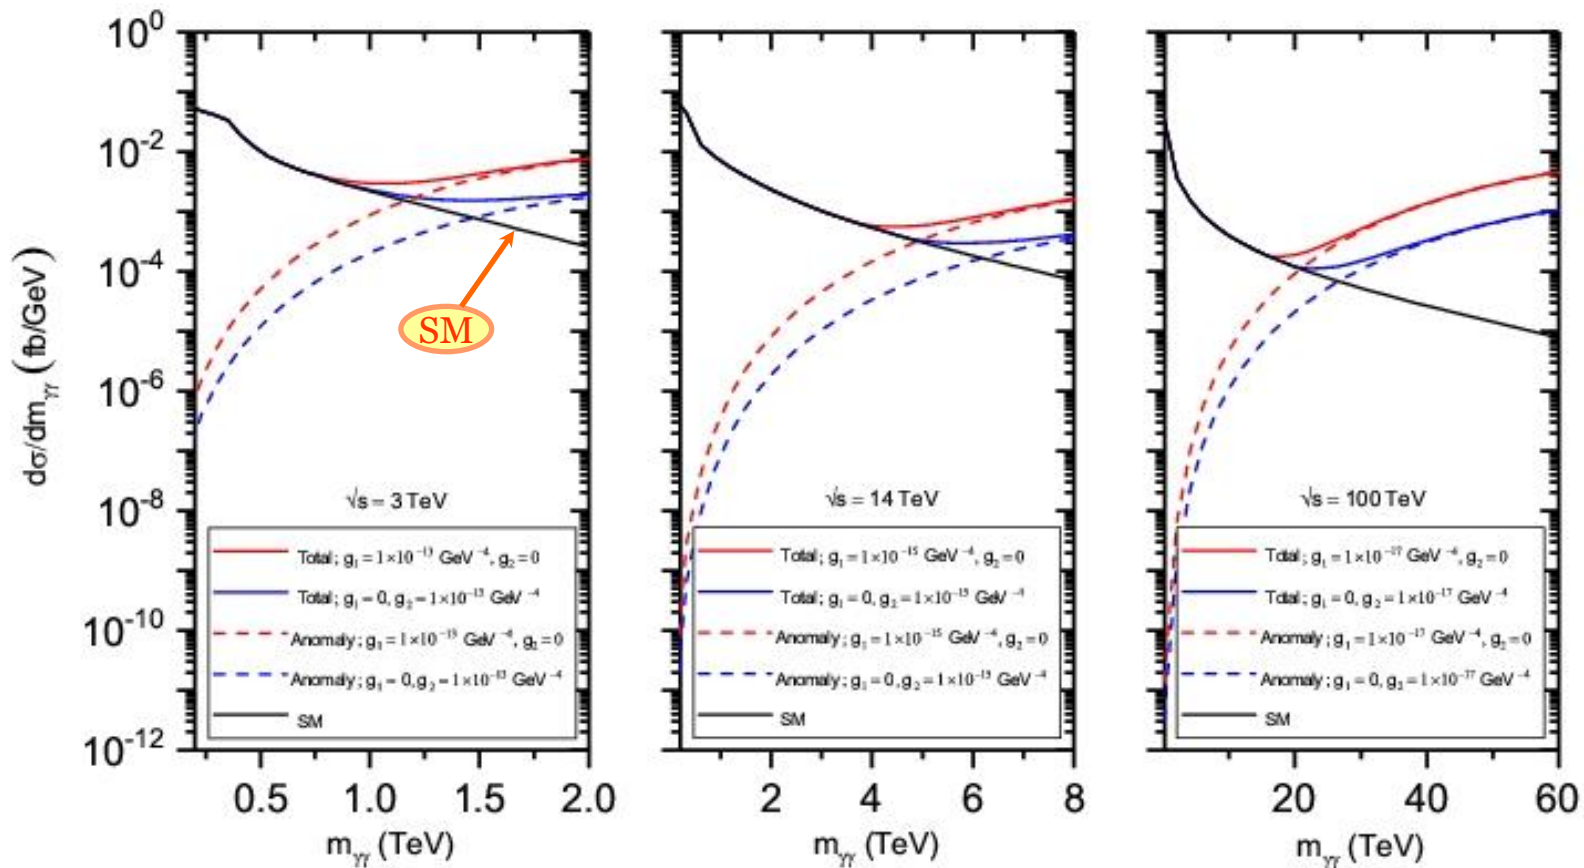 dσ/dm_γγ (fb/GeV)
10^0
10^-2
10^-4
10^-6
10^-8
10^-10
10^-12
SM
√s = 3 TeV
Total; g₁ = 1×10^-13 GeV^-4, g₂ = 0
Total; g₁ = 0, g₂ = 1×10^-13 GeV^-4
Anomaly; g₁ = 1×10^-13 GeV^-4, g₂ = 0
Anomaly; g₁ = 0, g₂ = 1×10^-13 GeV^-4
SM
0.5 1.0 1.5 2.0
m_γγ (TeV)
√s = 14 TeV
Total; g₁ = 1×10^-15 GeV^-4, g₂ = 0
Total; g₁ = 0, g₂ = 1×10^-15 GeV^-4
Anomaly; g₁ = 1×10^-15 GeV^-4, g₂ = 0
Anomaly; g₁ = 0, g₂ = 1×10^-15 GeV^-4
SM
2 4 6 8
m_γγ (TeV)
√s = 100 TeV
Total; g₁ = 1×10^-17 GeV^-4, g₂ = 0
Total; g₁ = 0, g₂ = 1×10^-17 GeV^-4
Anomaly; g₁ = 1×10^-17 GeV^-4, g₂ = 0
Anomaly; g₁ = 0, g₂ = 1×10^-17 GeV^-4
SM
20 40 60
m_γγ (TeV)